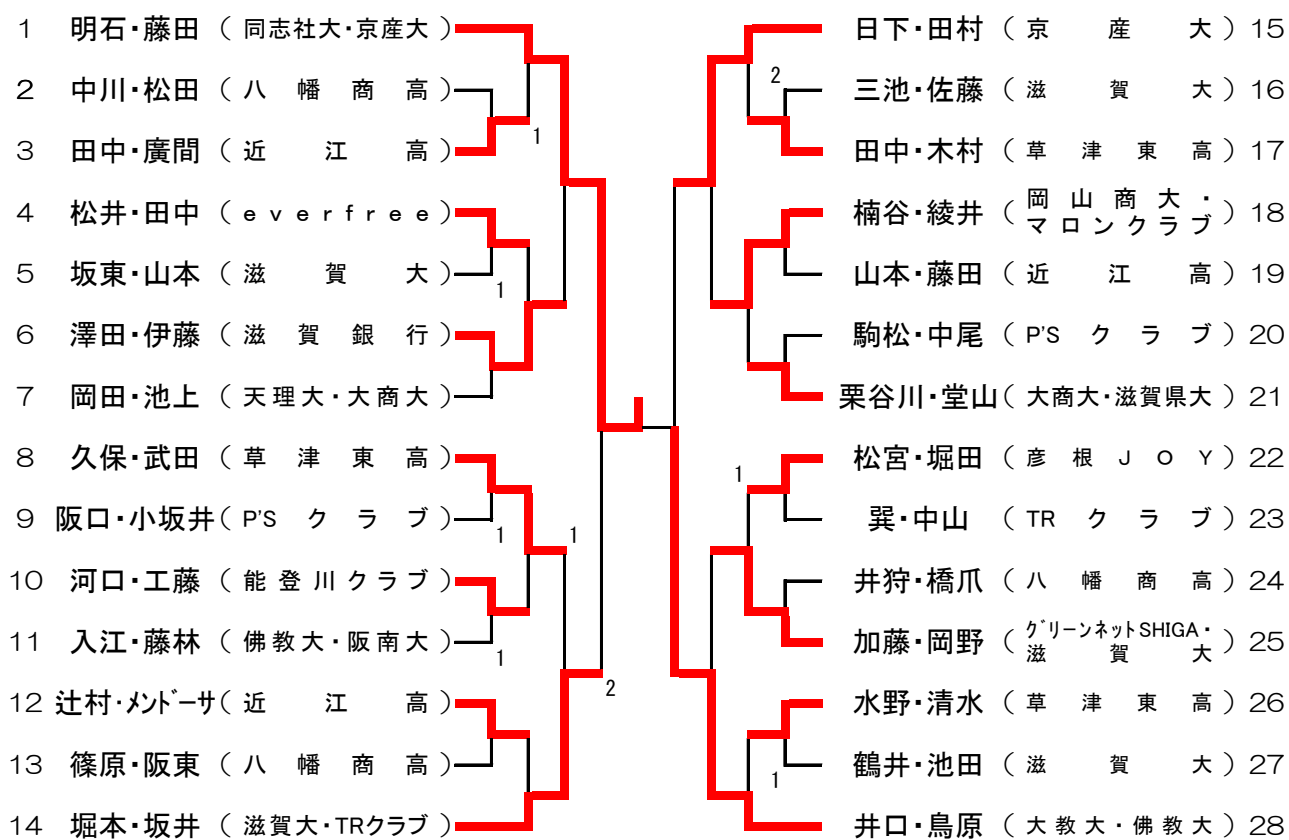 1 明石・藤田 (同志社大・京産大)
2 中川・松田 (八幡商高)
3 田中・廣間 (近江高)
4 松井・田中 (everfree)
5 坂東・山本 (滋賀大)
6 澤田・伊藤 (滋賀銀行)
7 岡田・池上 (天理大・大商大)
8 久保・武田 (草津東高)
9 阪口・小坂井 (P'Sクラブ)
10 河口・工藤 (能登川クラブ)
11 入江・藤林 (佛教大・阪南大)
12 辻村・メンドーサ (近江高)
13 篠原・阪東 (八幡商高)
14 堀本・坂井 (滋賀大・TRクラブ)
1
1
1
1
1
2
日下・田村 (京産大) 15
三池・佐藤 (滋賀大) 16
田中・木村 (草津東高) 17
楠谷・綾井 (岡山商大・マロンクラブ) 18
山本・藤田 (近江高) 19
駒松・中尾 (P'Sクラブ) 20
栗谷川・堂山 (大商大・滋賀県大) 21
松宮・堀田 (彦根JOY) 22
巽・中山 (TRクラブ) 23
井狩・橋爪 (八幡商高) 24
加藤・岡野 (グリーンネットSHIGA・滋賀大) 25
水野・清水 (草津東高) 26
鶴井・池田 (滋賀大) 27
井口・鳥原 (大教大・佛教大) 28
2
1
1